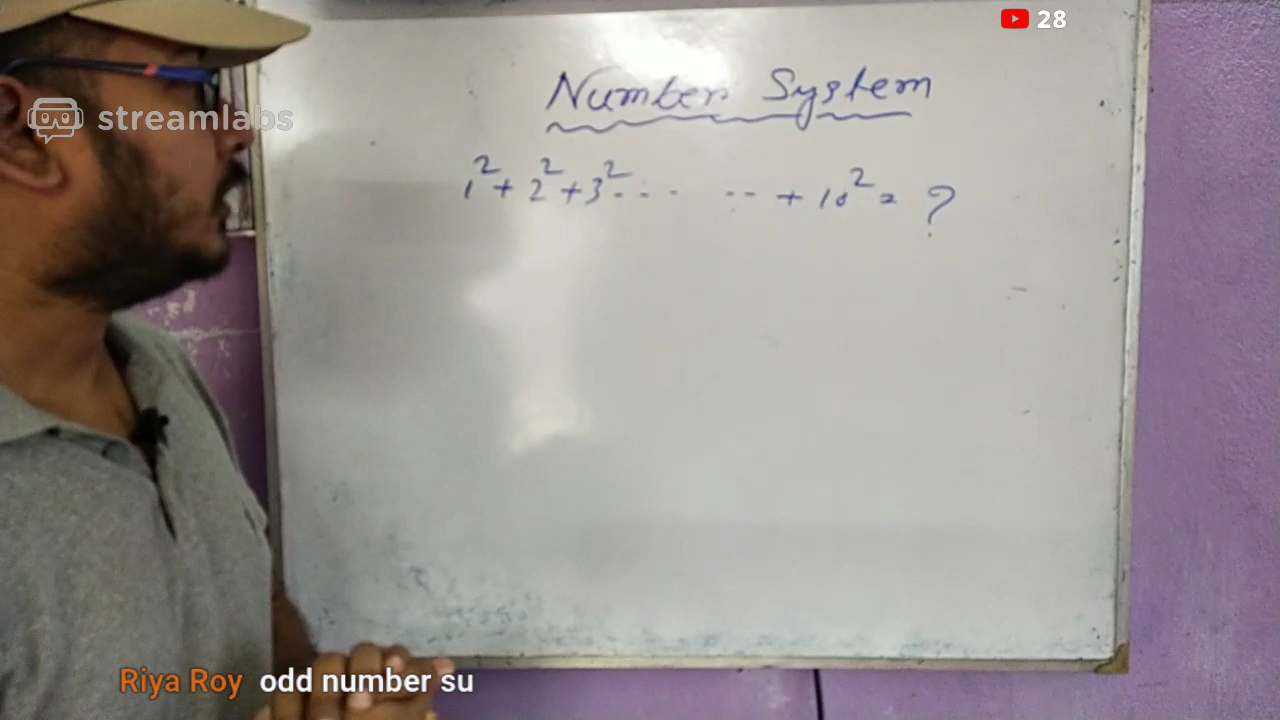 28
Number System
streamlabs
1² + 2² + 3² - - - - - + 10² = ?
Riya Roy odd number su